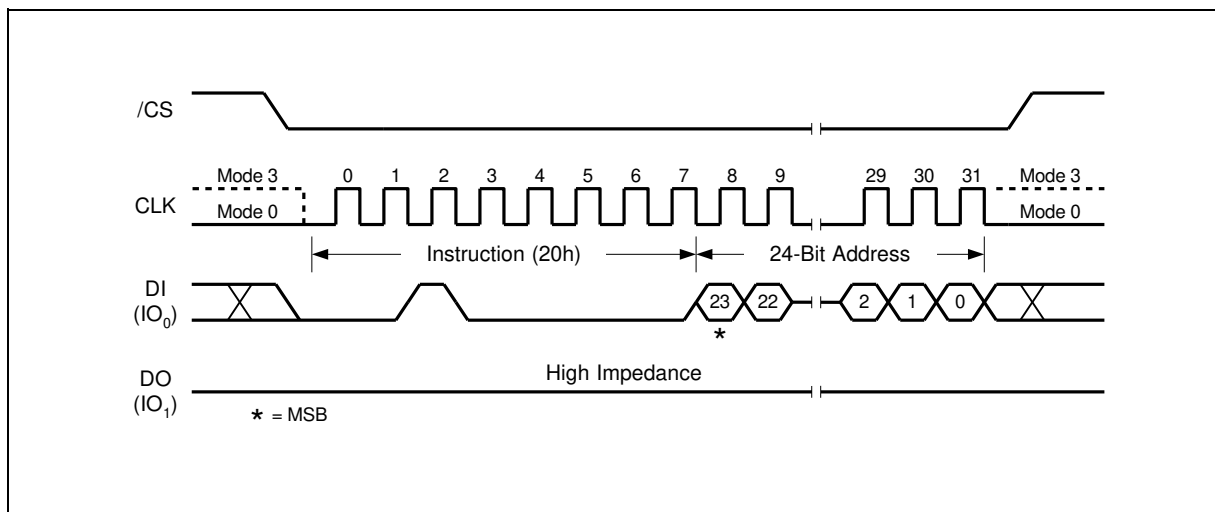 /CS
Mode 3 0 1 2 3 4 5 6 7 8 9 29 30 31 Mode 3
CLK
Mode 0 Mode 0
Instruction (20h) 24-Bit Address
DI
(IO0) 23 22 2 1 0
*
High Impedance
DO
(IO1)
* = MSB